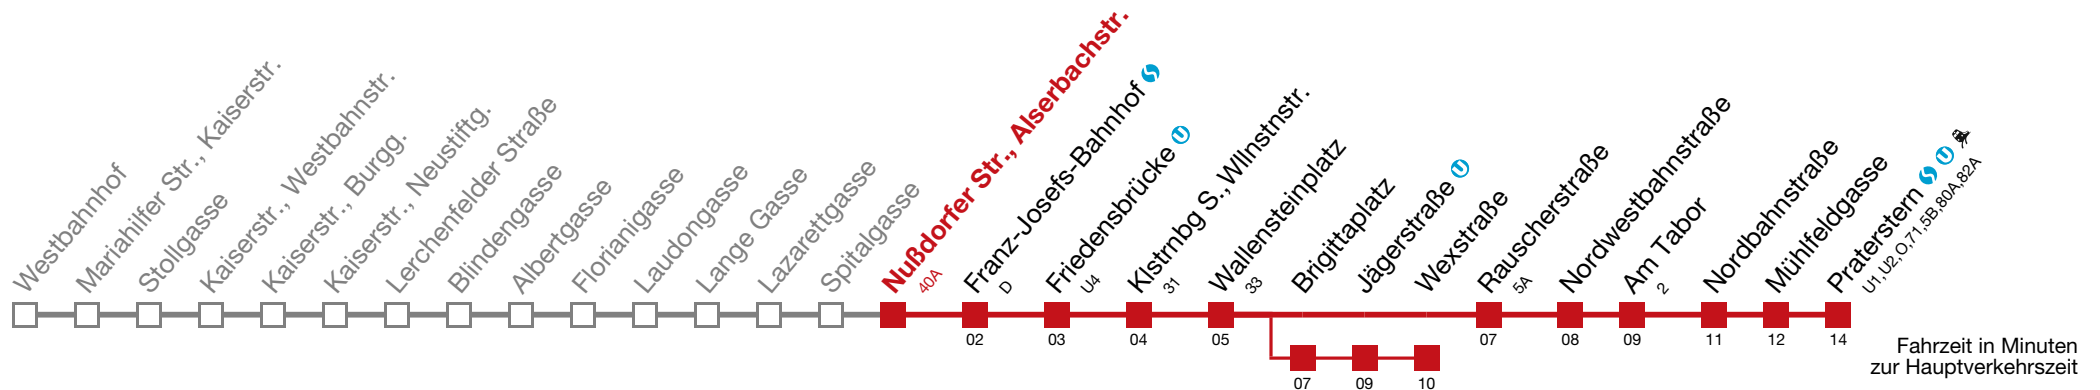 Westbahnhof
Mariahilfer Str., Kaiserstr.
Stollgasse
Kaiserstr., Westbahnstr.
Kaiserstr., Burgg.
Kaiserstr., Neustiftg.
Lerchenfelder Straße
Blindengasse
Albertgasse
Florianigasse
Laudongasse
Lange Gasse
Lazarettgasse
Spitalgasse
Nußdorfer Str., Alserbachstr.
40A
Franz-Josefs-Bahnhof S
D
Friedensbrücke U
U4
Klstrnbg S., Wllnstnstr.
31
Wallensteinplatz
33
Brigittaplatz
Jägerstraße U
Wexstraße
Rauscherstraße
5A
Nordwestbahnstraße
Am Tabor
2
Nordbahnstraße
Mühlfeldgasse
Praterstern S U
U1,U2,O,71,5B,80A,82A
02 03 04 05 07 08 09 11 12 14
07 09 10
Fahrzeit in Minuten
zur Hauptverkehrszeit